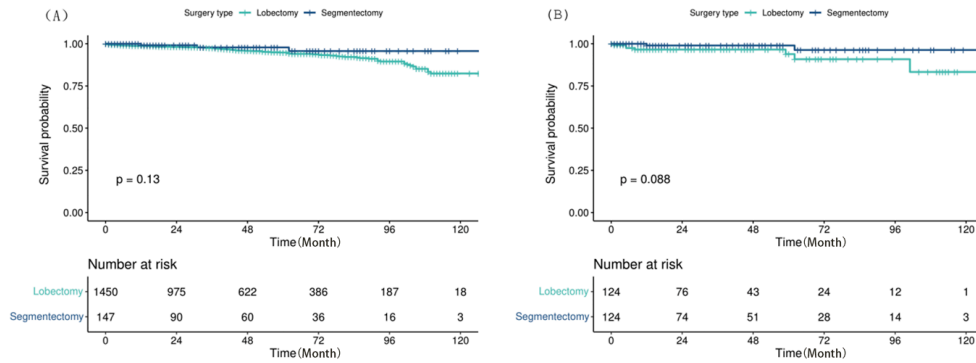 (A)
Surgery type Lobectomy Segmentectomy
Survival probability
1.00
0.75
0.50
0.25
0.00
p = 0.13
0 24 48 72 96 120
Time(Month)
Number at risk
Lobectomy 1450 975 622 386 187 18
Segmentectomy 147 90 60 36 16 3
0 24 48 72 96 120
Time(Month)
(B)
Surgery type Lobectomy Segmentectomy
Survival probability
1.00
0.75
0.50
0.25
0.00
p = 0.088
0 24 48 72 96 120
Time(Month)
Number at risk
Lobectomy 124 76 43 24 12 1
Segmentectomy 124 74 51 28 14 3
0 24 48 72 96 120
Time(Month)